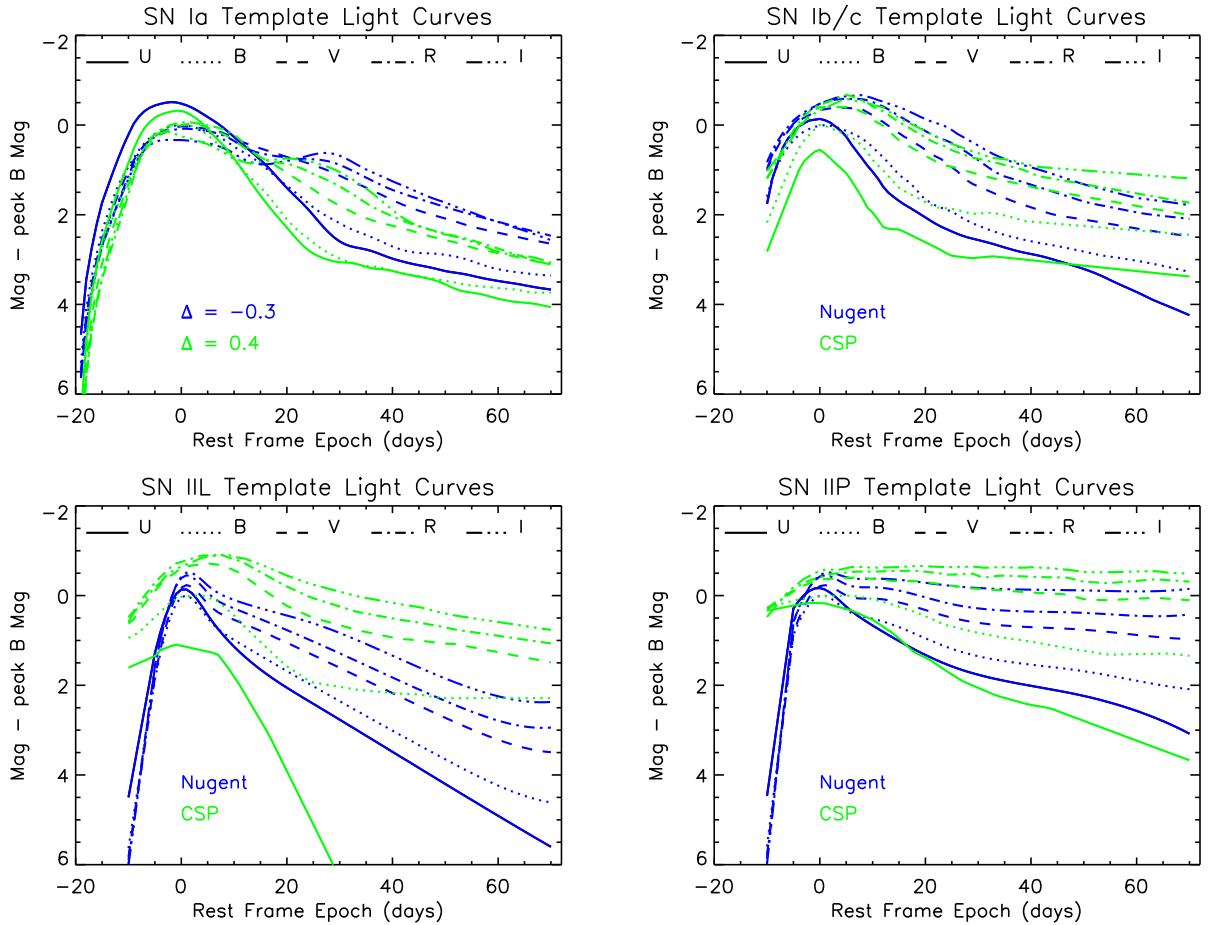 SN Ia Template Light Curves
U B V R I
Mag − peak B Mag
−2
0
2
4
6
Δ = −0.3
Δ = 0.4
−20 0 20 40 60
Rest Frame Epoch (days)
SN Ib/c Template Light Curves
U B V R I
Mag − peak B Mag
−2
0
2
4
6
Nugent
CSP
−20 0 20 40 60
Rest Frame Epoch (days)
SN IIL Template Light Curves
U B V R I
Mag − peak B Mag
−2
0
2
4
6
Nugent
CSP
−20 0 20 40 60
Rest Frame Epoch (days)
SN IIP Template Light Curves
U B V R I
Mag − peak B Mag
−2
0
2
4
6
Nugent
CSP
−20 0 20 40 60
Rest Frame Epoch (days)